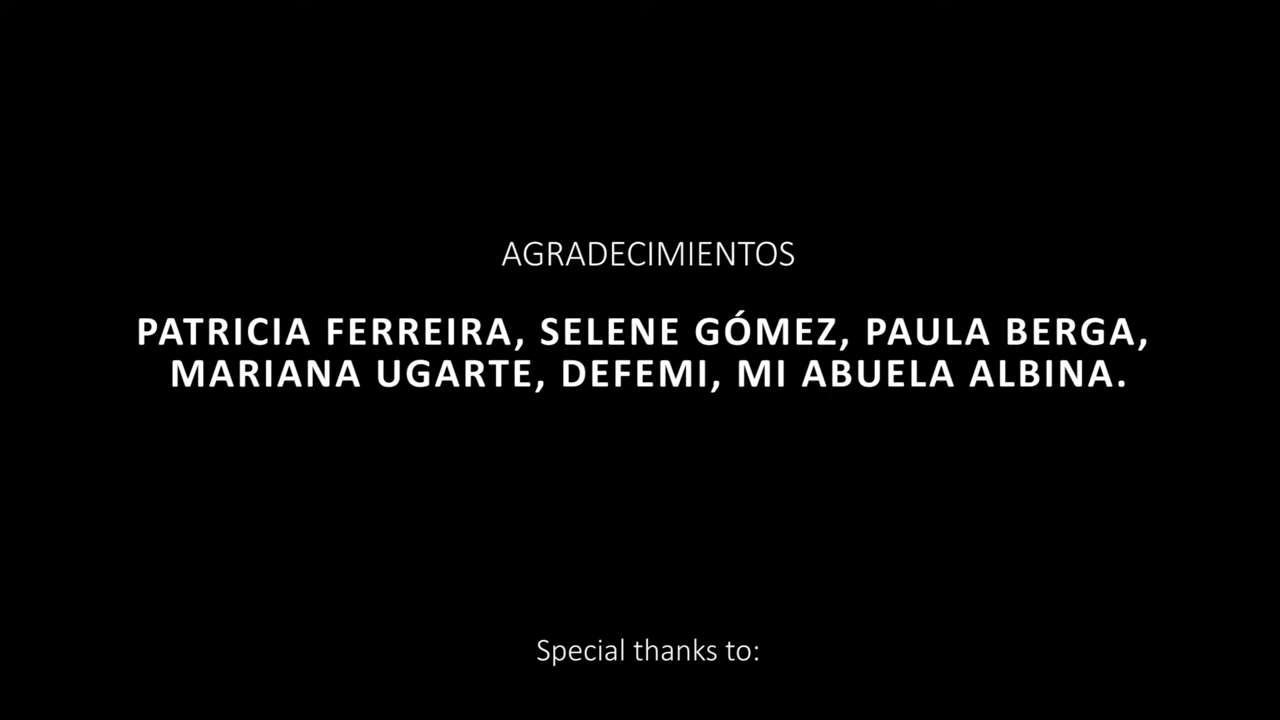 AGRADECIMIENTOS
PATRICIA FERREIRA, SELENE GÓMEZ, PAULA BERGA,
MARIANA UGARTE, DEFEMI, MI ABUELA ALBINA.
Special thanks to: